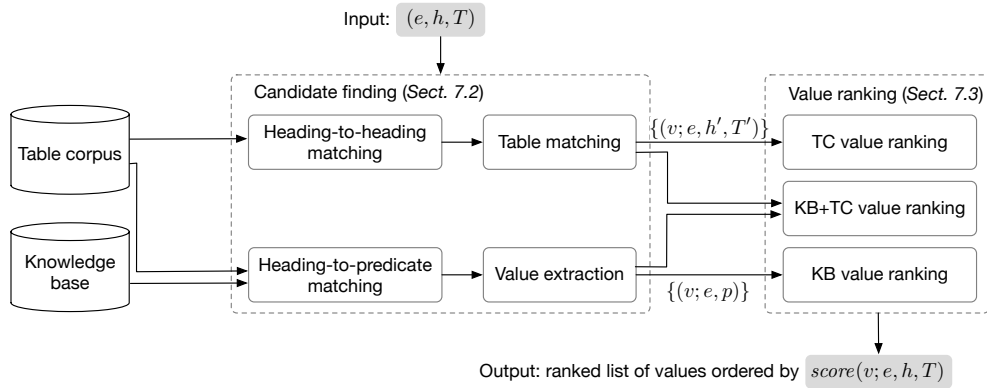 Input: (e, h, T)
Candidate finding (Sect. 7.2)
Value ranking (Sect. 7.3)
Table corpus
Heading-to-heading
matching
Table matching
{(v; e, h′, T′)}
TC value ranking
KB+TC value ranking
Knowledge
base
Heading-to-predicate
matching
Value extraction
{(v; e, p)}
KB value ranking
Output: ranked list of values ordered by score(v; e, h, T)